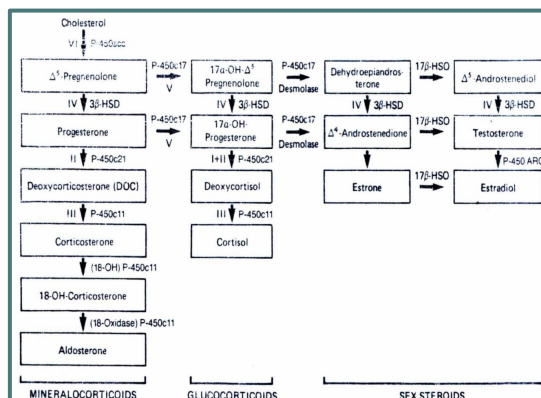 Cholesterol
VI P-450scc
Δ⁵-Pregnenolone
P-450c17
V
17α-OH-Δ⁵
Pregnenolone
P-450c17
Desmolase
Dehydroepiandros-
terone
17β-HSO
Δ⁵-Androstenediol
IV 3β-HSD
IV 3β-HSD
IV 3β-HSD
IV 3β-HSD
Progesterone
P-450c17
V
17α-OH-
Progesterone
P-450c17
Desmolase
Δ⁴-Androstenedione
17β-HSO
Testosterone
II P-450c21
I+II P-450c21
P-450 ARO
Deoxycorticosterone (DOC)
Deoxycortisol
Estrone
17β-HSO
Estradiol
III P-450c11
III P-450c11
Corticosterone
Cortisol
(18-OH) P-450c11
18-OH-Corticosterone
(18-Oxidase) P-450c11
Aldosterone
MINERALOCORTICOIDS
GLUCOCORTICOIDS
SEX STEROIDS